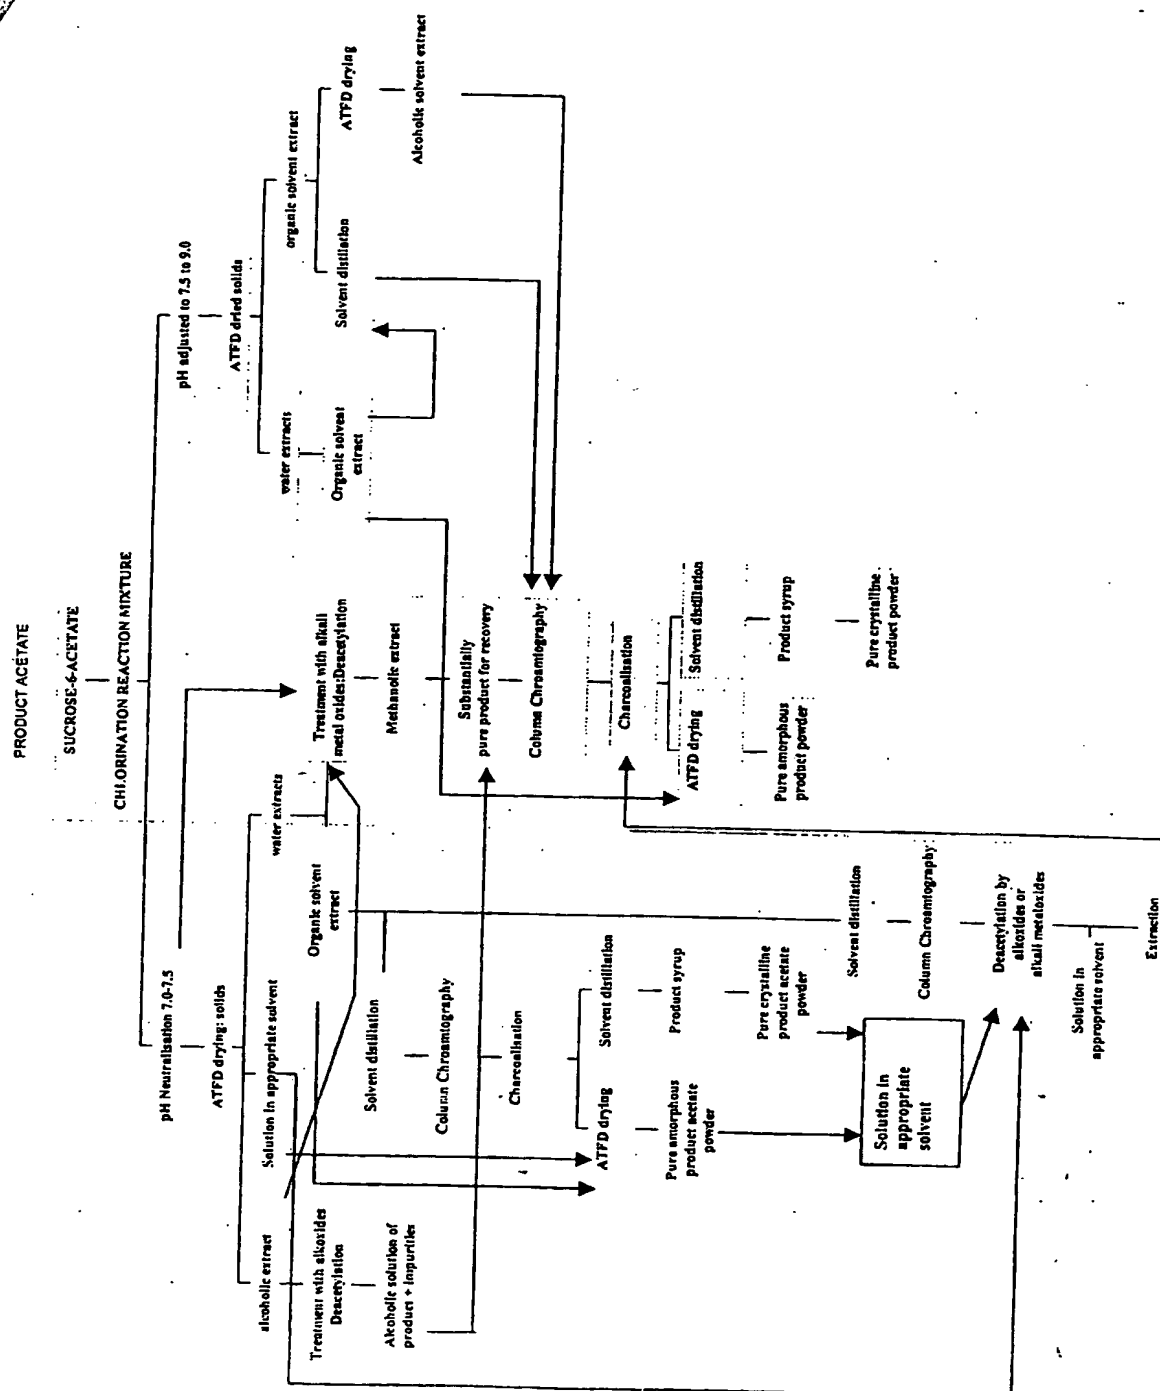 PRODUCT ACETATE
SUCROSE-6-ACETATE
CHLORINATION REACTION MIXTURE
pH Neutralisation 7.0-7.5
pH adjusted to 7.5 to 9.0
ATFD drying: solids
ATFD dried solids
alcoholic extract
Solution in appropriate solvent
water extracts
water extracts
organic solvent extract
Treatment with alkoxides
Deacetylation
Organic solvent
extract
Treatment with alkali
metal oxides:Deacetylation
Organic solvent
extract
Solvent distilation
ATFD drying
Alcoholic solution of
product + impurities
Solvent distillation
Methanolic extract
Alcoholic solvent extract
Column Chroamtography
Substantially
pure product for recovery
Charcoalisation
Column Chroamtography
ATFD drying
Solvent distillation
Charcoalisation
Pure amorphous
product acetate
powder
Product syrup
ATFD drying
Solvent distillation
Pure crystalline
product acetate
powder
Pure amorphous
product powder
Product syrup
Pure crystalline
product powder
Solvent distillation
Solution in
appropriate
solvent
Column Chroamtography
Deacetylation by
alkoxides or
alkali metaloxides
Solution in
appropriate solvent
Extraction